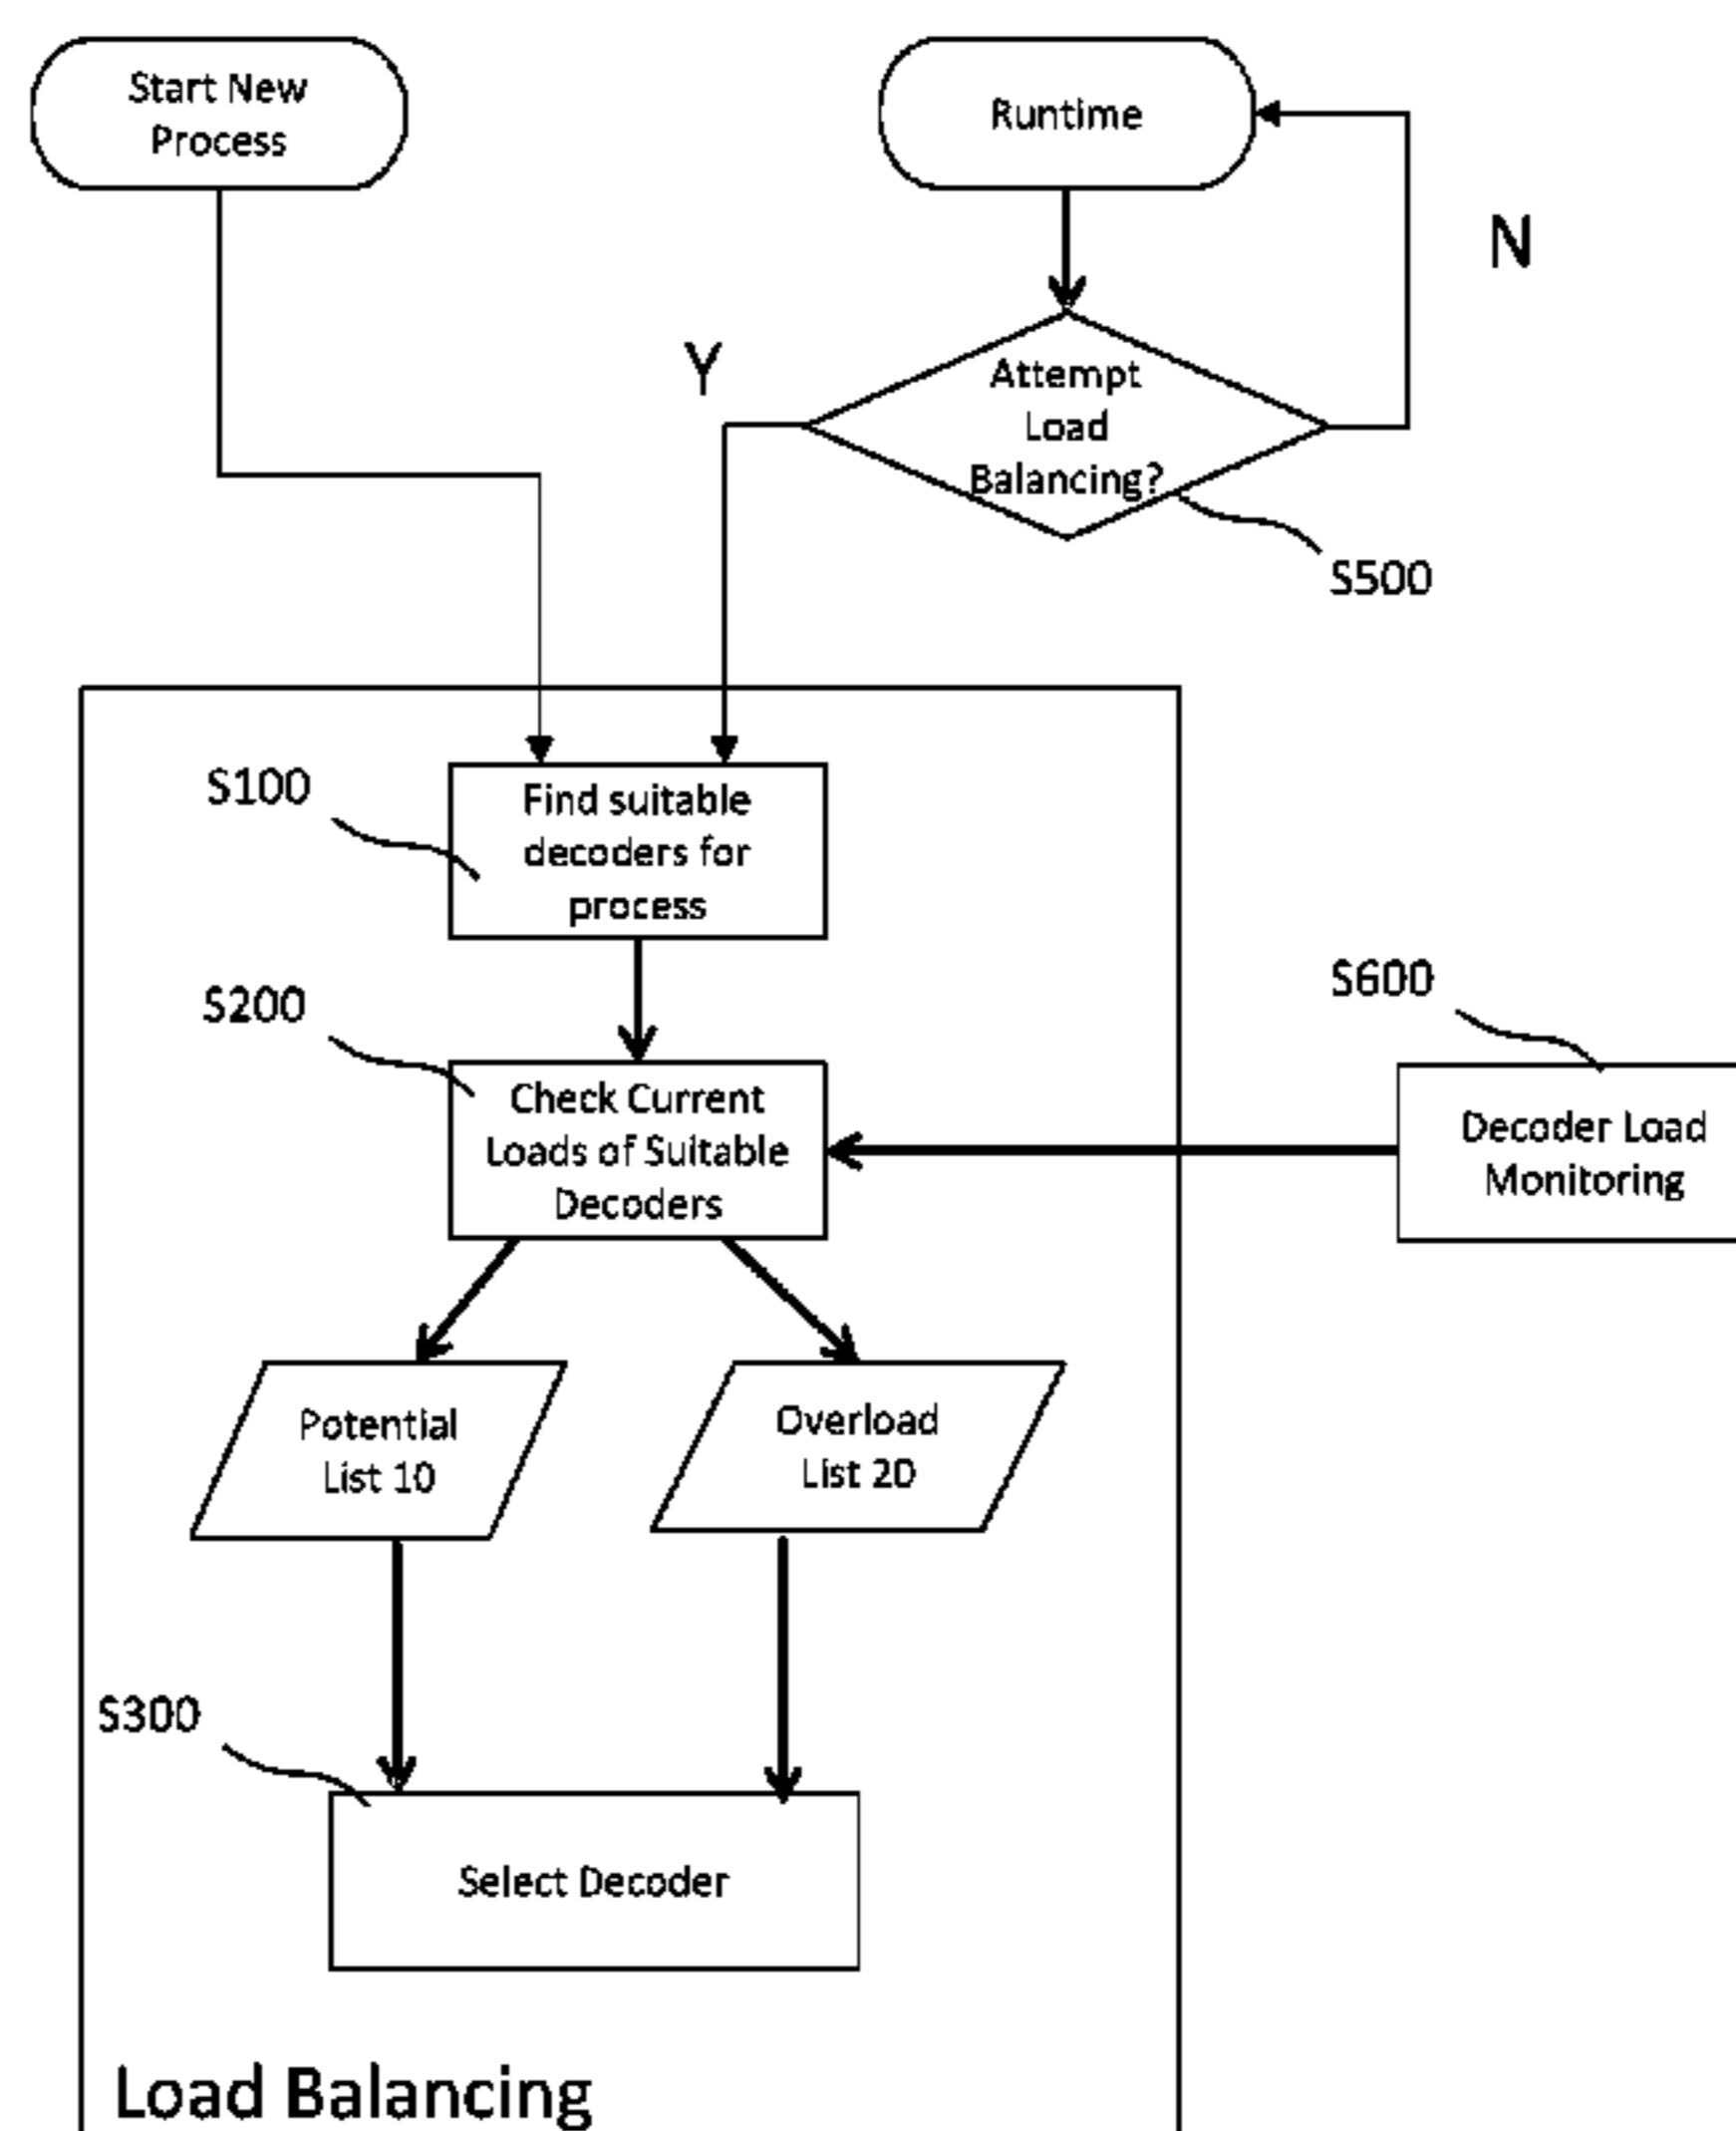 Start New
Process
Runtime
N
Y
Attempt
Load
Balancing?
S500
S100
Find suitable
decoders for
process
S200
S600
Check Current
Loads of Suitable
Decoders
Decoder Load
Monitoring
Potential
List 10
Overload
List 20
S300
Select Decoder
Load Balancing